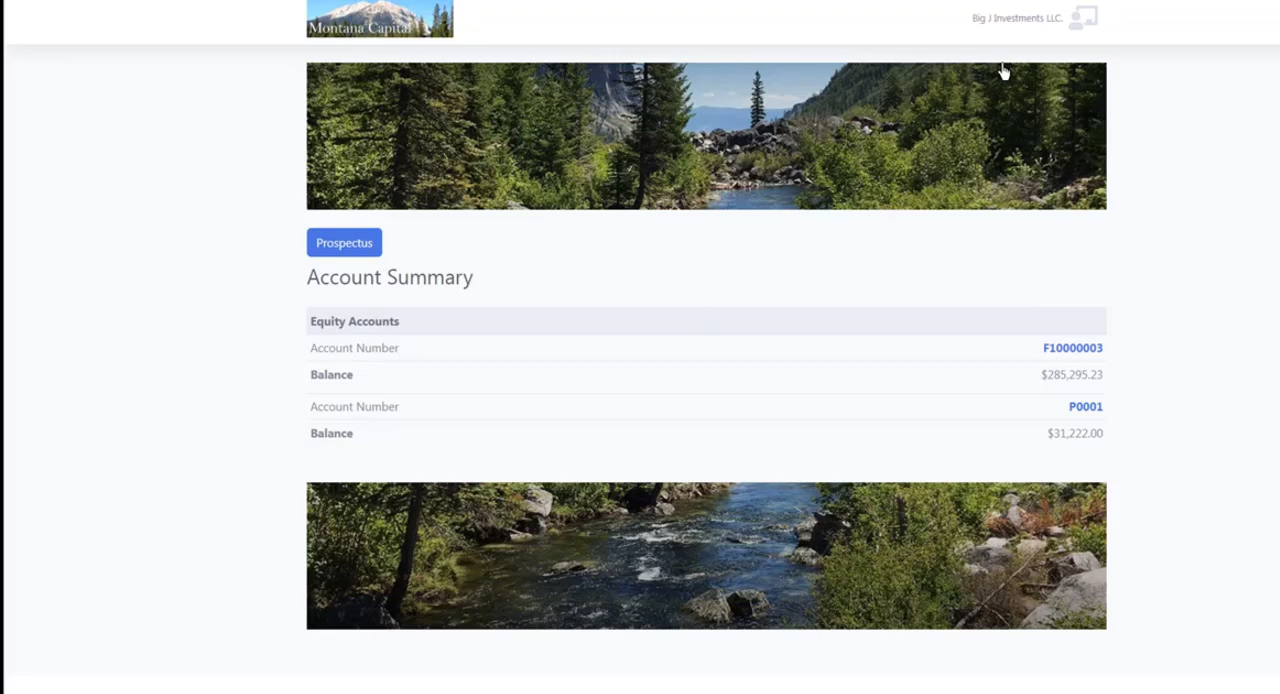 Montana Capital
Big J Investments LLC.
Prospectus
Account Summary
Equity Accounts
Account Number F10000003
Balance $285,295.23
Account Number P0001
Balance $31,222.00